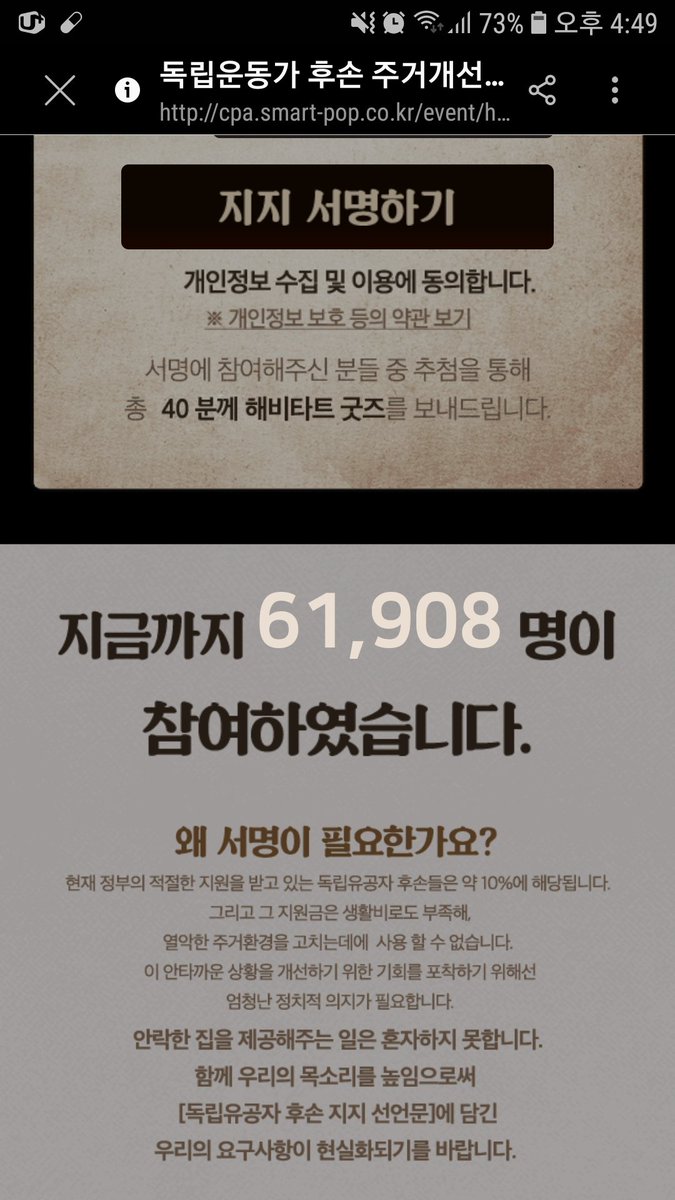 73% 오후 4:49
독립운동가 후손 주거개선...
http://cpa.smart-pop.co.kr/event/h...
지지 서명하기
개인정보 수집 및 이용에 동의합니다.
※ 개인정보 보호 등의 약관 보기
서명에 참여해주신 분들 중 추첨을 통해
총 40 분께 해비타트 굿즈를 보내드립니다.
지금까지 61,908 명이
참여하였습니다.
왜 서명이 필요한가요?
현재 정부의 적절한 지원을 받고 있는 독립유공자 후손들은 약 10%에 해당됩니다.
그리고 그 지원금은 생활비로도 부족해,
열악한 주거환경을 고치는데에 사용 할 수 없습니다.
이 안타까운 상황을 개선하기 위한 기회를 포착하기 위해선
엄청난 정치적 의지가 필요합니다.
안락한 집을 제공해주는 일은 혼자하지 못합니다.
함께 우리의 목소리를 높임으로써
[독립유공자 후손 지지 선언문]에 담긴
우리의 요구사항이 현실화되기를 바랍니다.